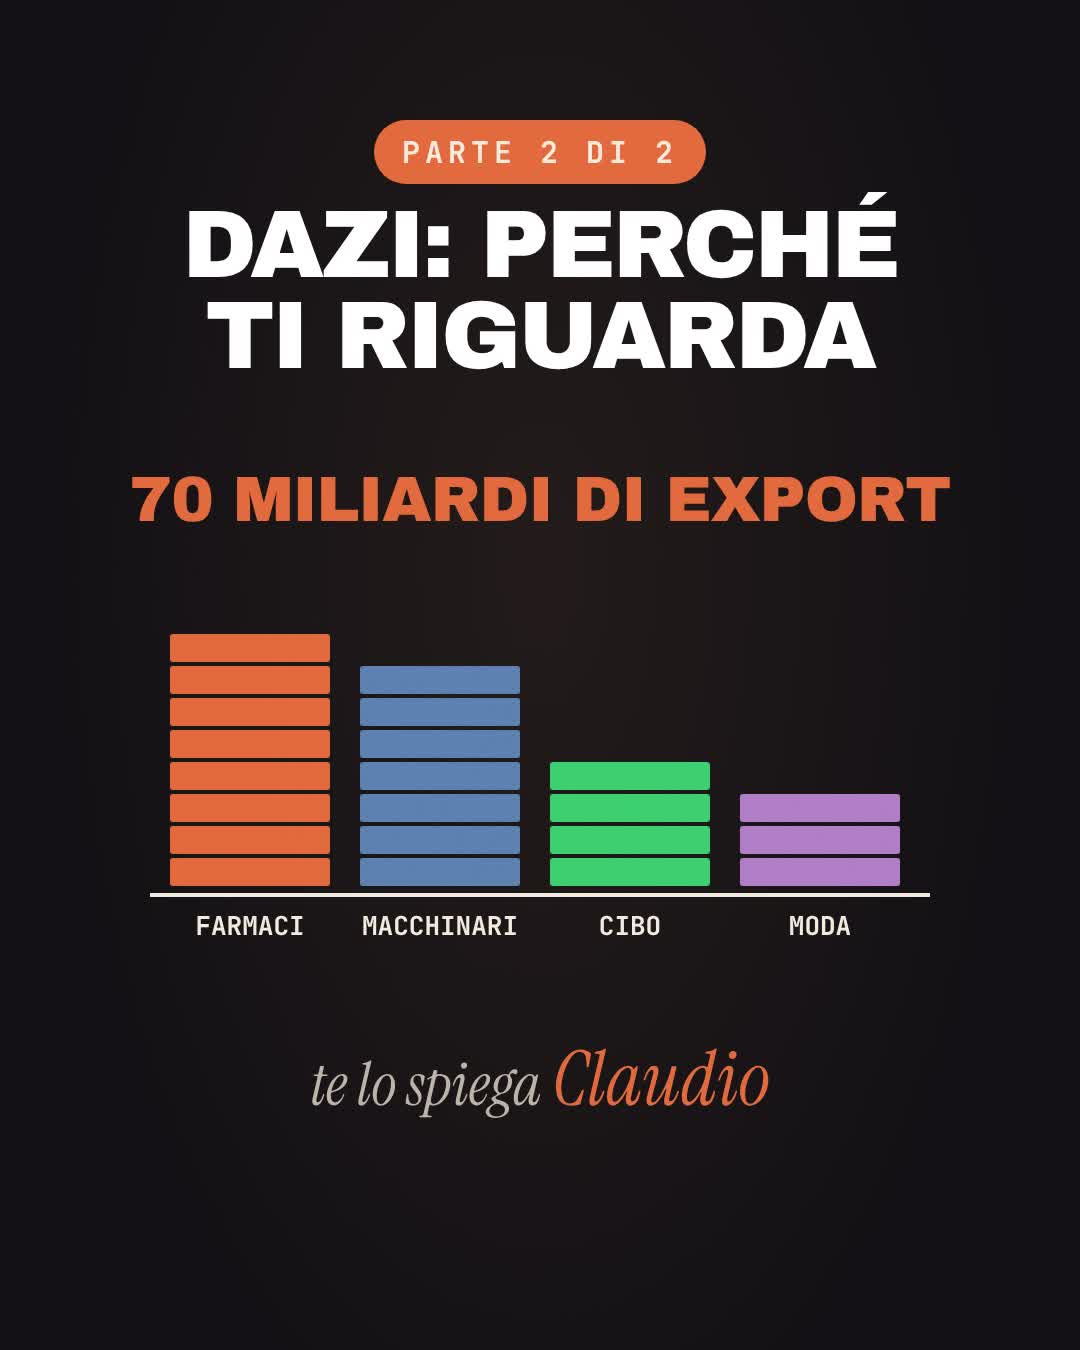 PARTE 2 DI 2
DAZI: PERCHÉ
TI RIGUARDA
70 MILIARDI DI EXPORT
FARMACI MACCHINARI CIBO MODA
te lo spiega Claudio